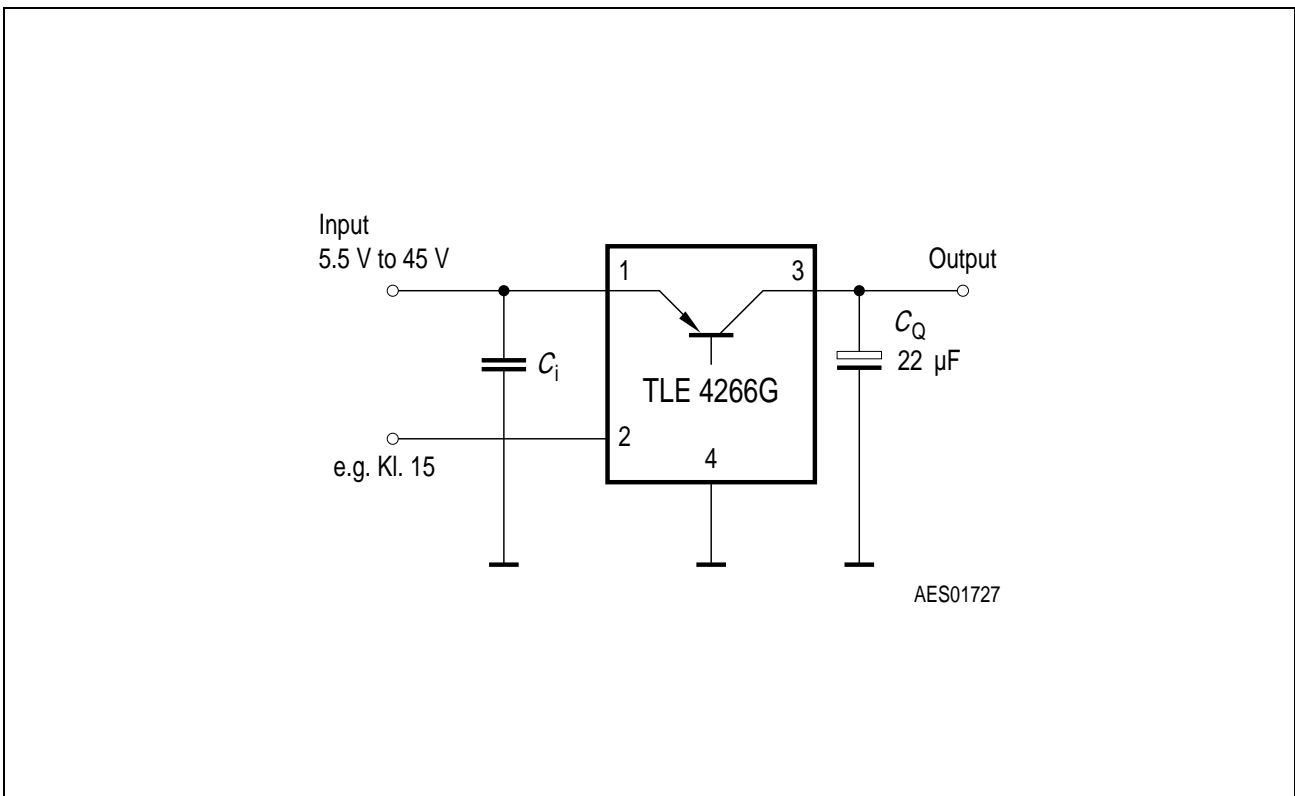 Input
5.5 V to 45 V
Output
1
3
C_Q
22 µF
C_i
TLE 4266G
2
4
e.g. Kl. 15
AES01727